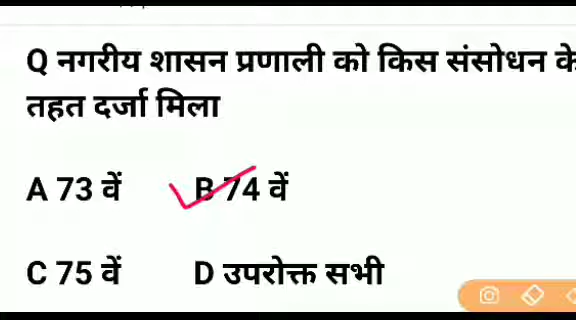 Q नगरीय शासन प्रणाली को किस संसोधन के
तहत दर्जा मिला
A 73 वें B 74 वें
C 75 वें D उपरोक्त सभी